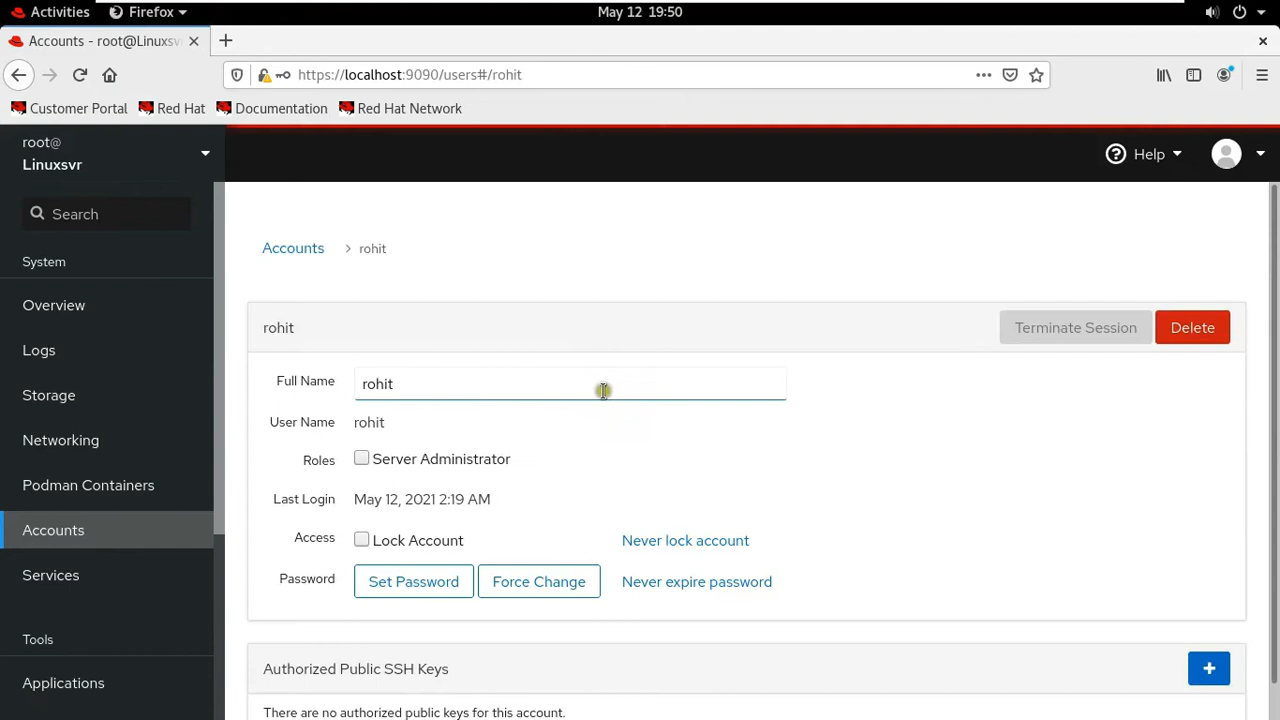 Activities Firefox May 12 19:50
Accounts - root@Linuxsv
https://localhost:9090/users#/rohit
Customer Portal Red Hat Documentation Red Hat Network
root@
Linuxsvr
Help
Search
Accounts > rohit
System
Overview
Logs
Storage
Networking
Podman Containers
Accounts
Services
Tools
Applications
rohit Terminate Session Delete
Full Name rohit
User Name rohit
Roles Server Administrator
Last Login May 12, 2021 2:19 AM
Access Lock Account Never lock account
Password Set Password Force Change Never expire password
Authorized Public SSH Keys +
There are no authorized public keys for this account.